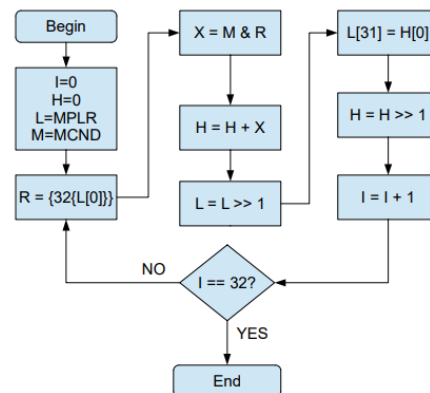 Begin
I=0
H=0
L=MPLR
M=MCND
R = {32{L[0]}}
X = M & R
H = H + X
L = L >> 1
L[31] = H[0]
H = H >> 1
I = I + 1
I == 32?
NO
YES
End